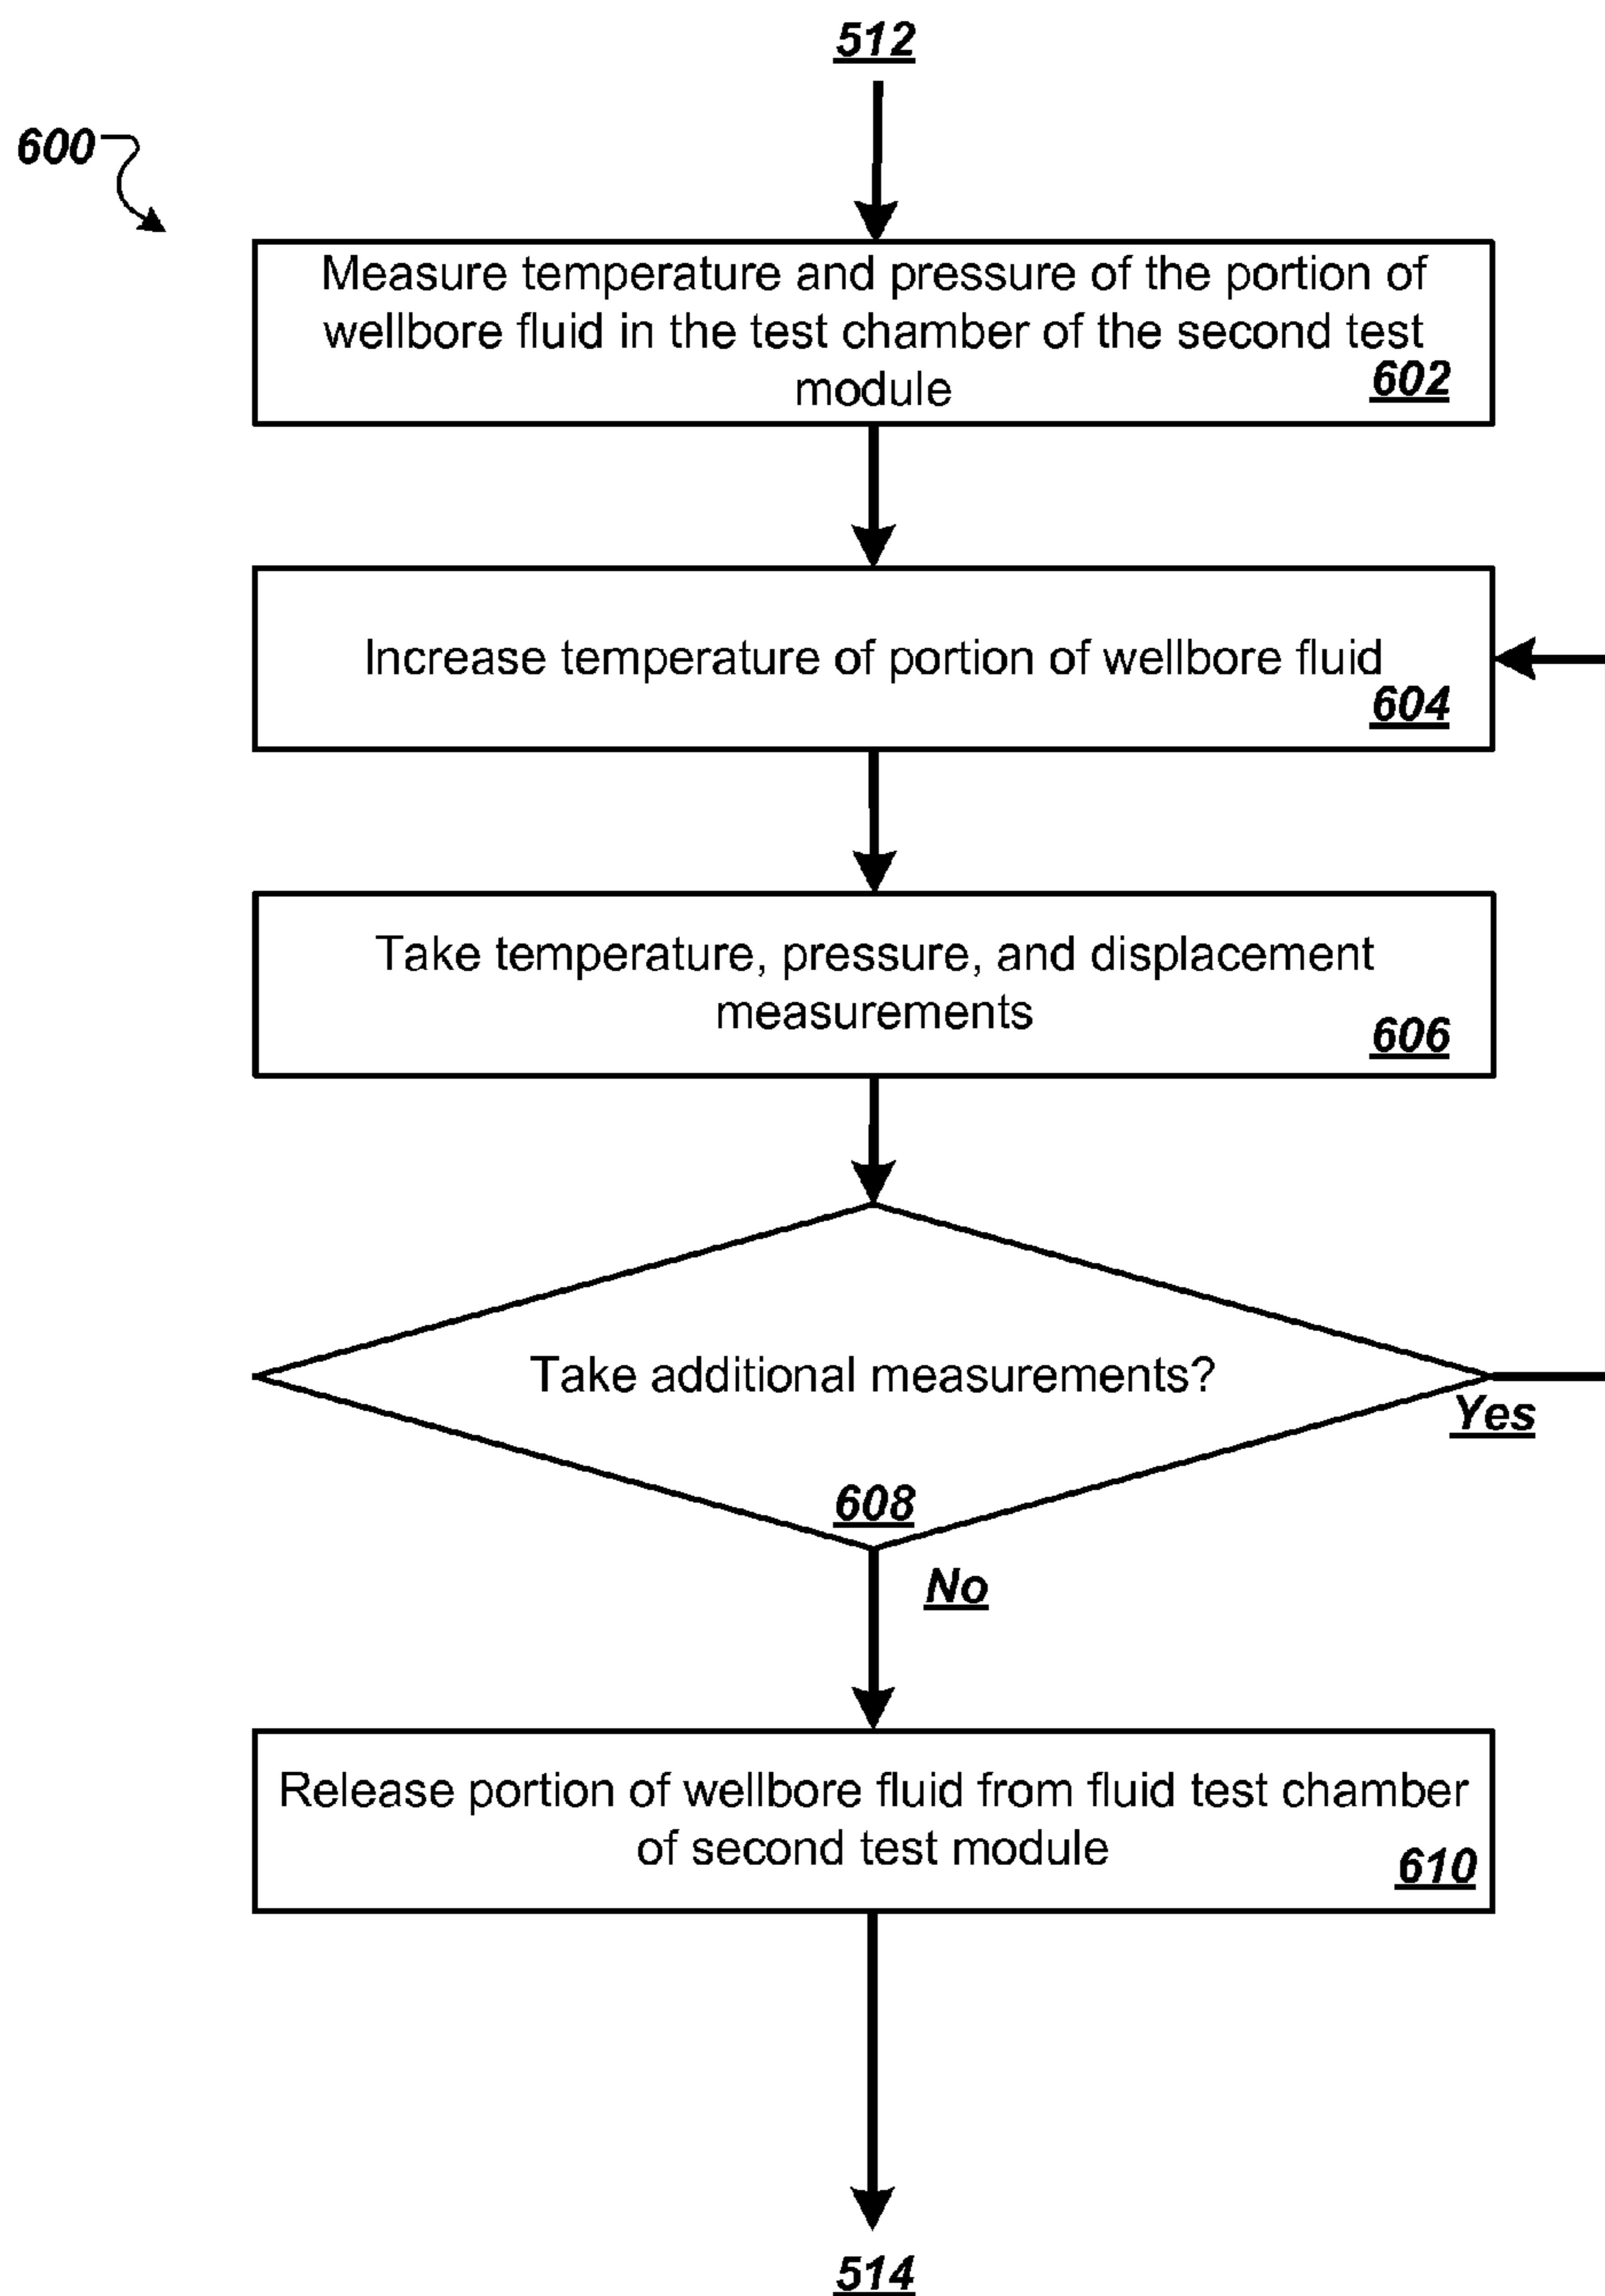 512
600
Measure temperature and pressure of the portion of
wellbore fluid in the test chamber of the second test
module
602
Increase temperature of portion of wellbore fluid
604
Take temperature, pressure, and displacement
measurements
606
Take additional measurements?
Yes
608
No
Release portion of wellbore fluid from fluid test chamber
of second test module
610
514